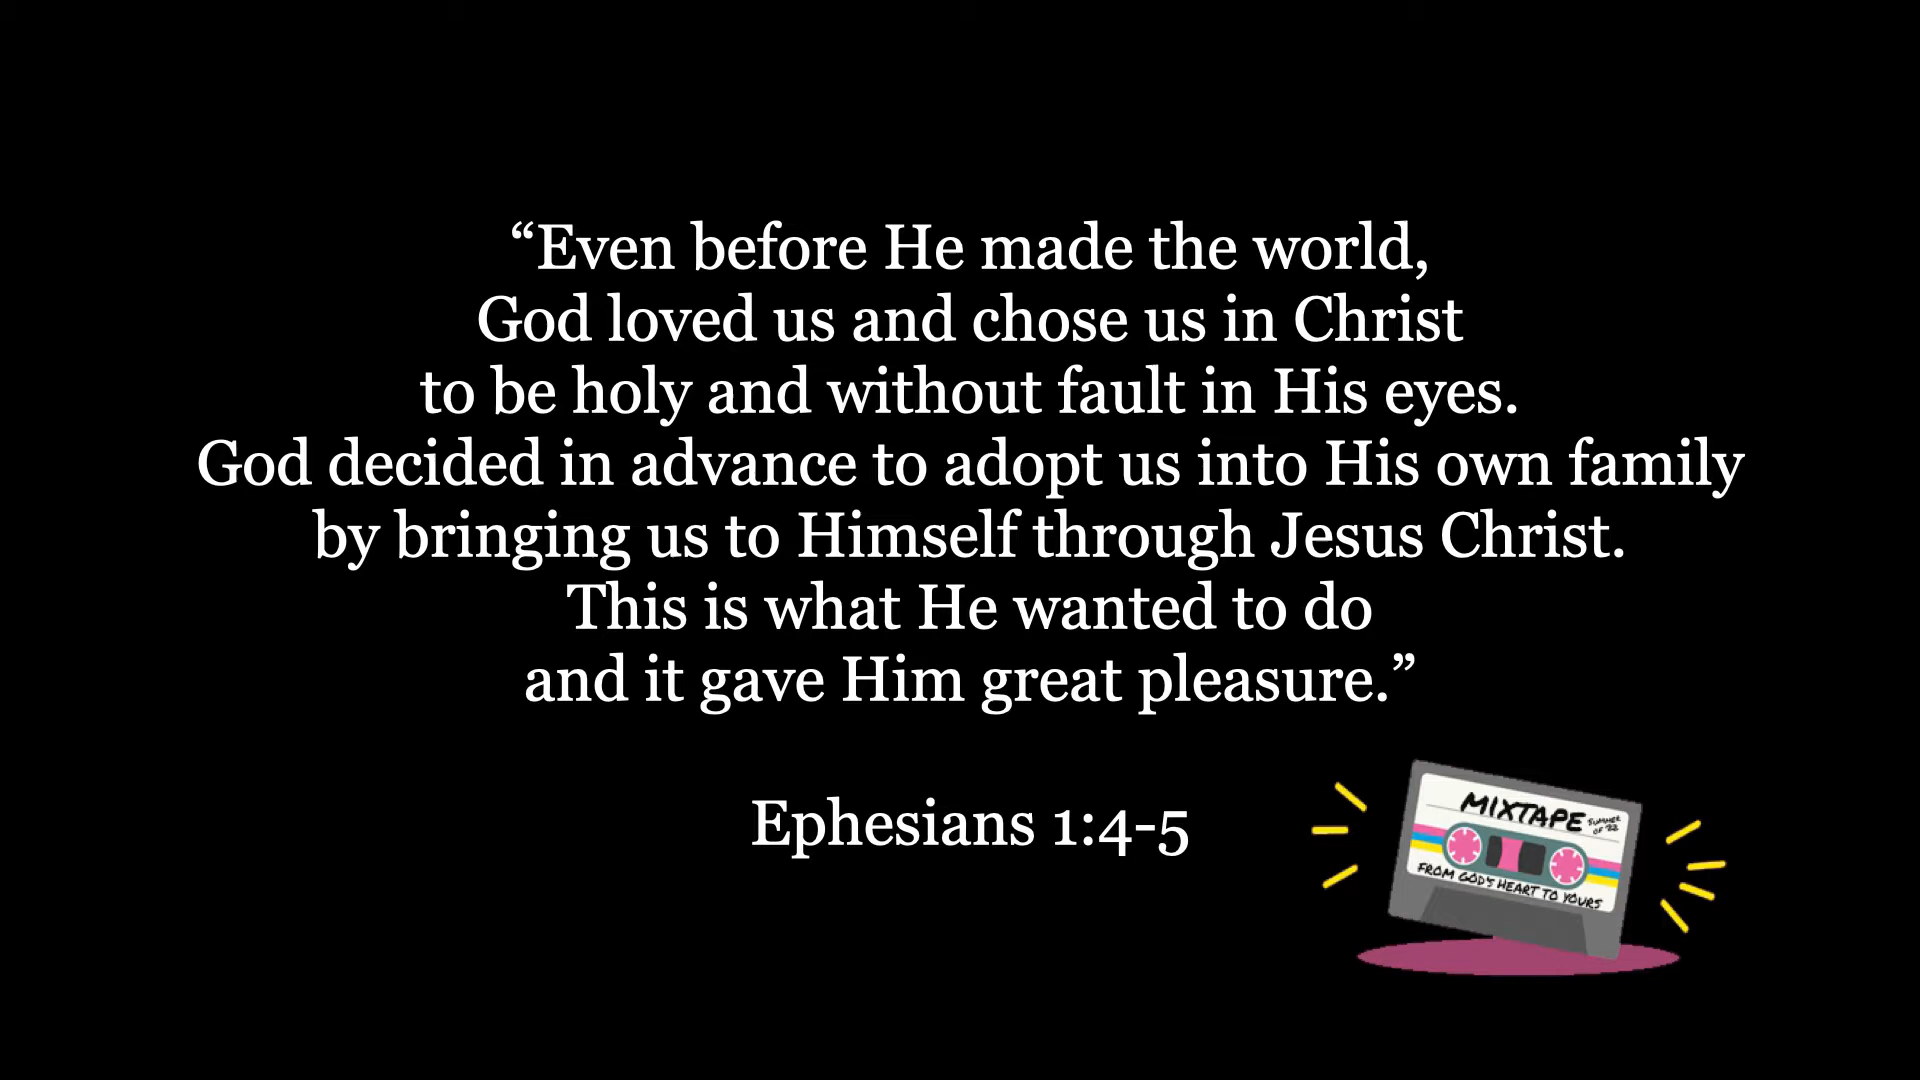 “Even before He made the world,
God loved us and chose us in Christ
to be holy and without fault in His eyes.
God decided in advance to adopt us into His own family
by bringing us to Himself through Jesus Christ.
This is what He wanted to do
and it gave Him great pleasure.”
Ephesians 1:4-5
MIXTAPE
SUMMER
OF '22
FROM GOD'S HEART TO YOURS